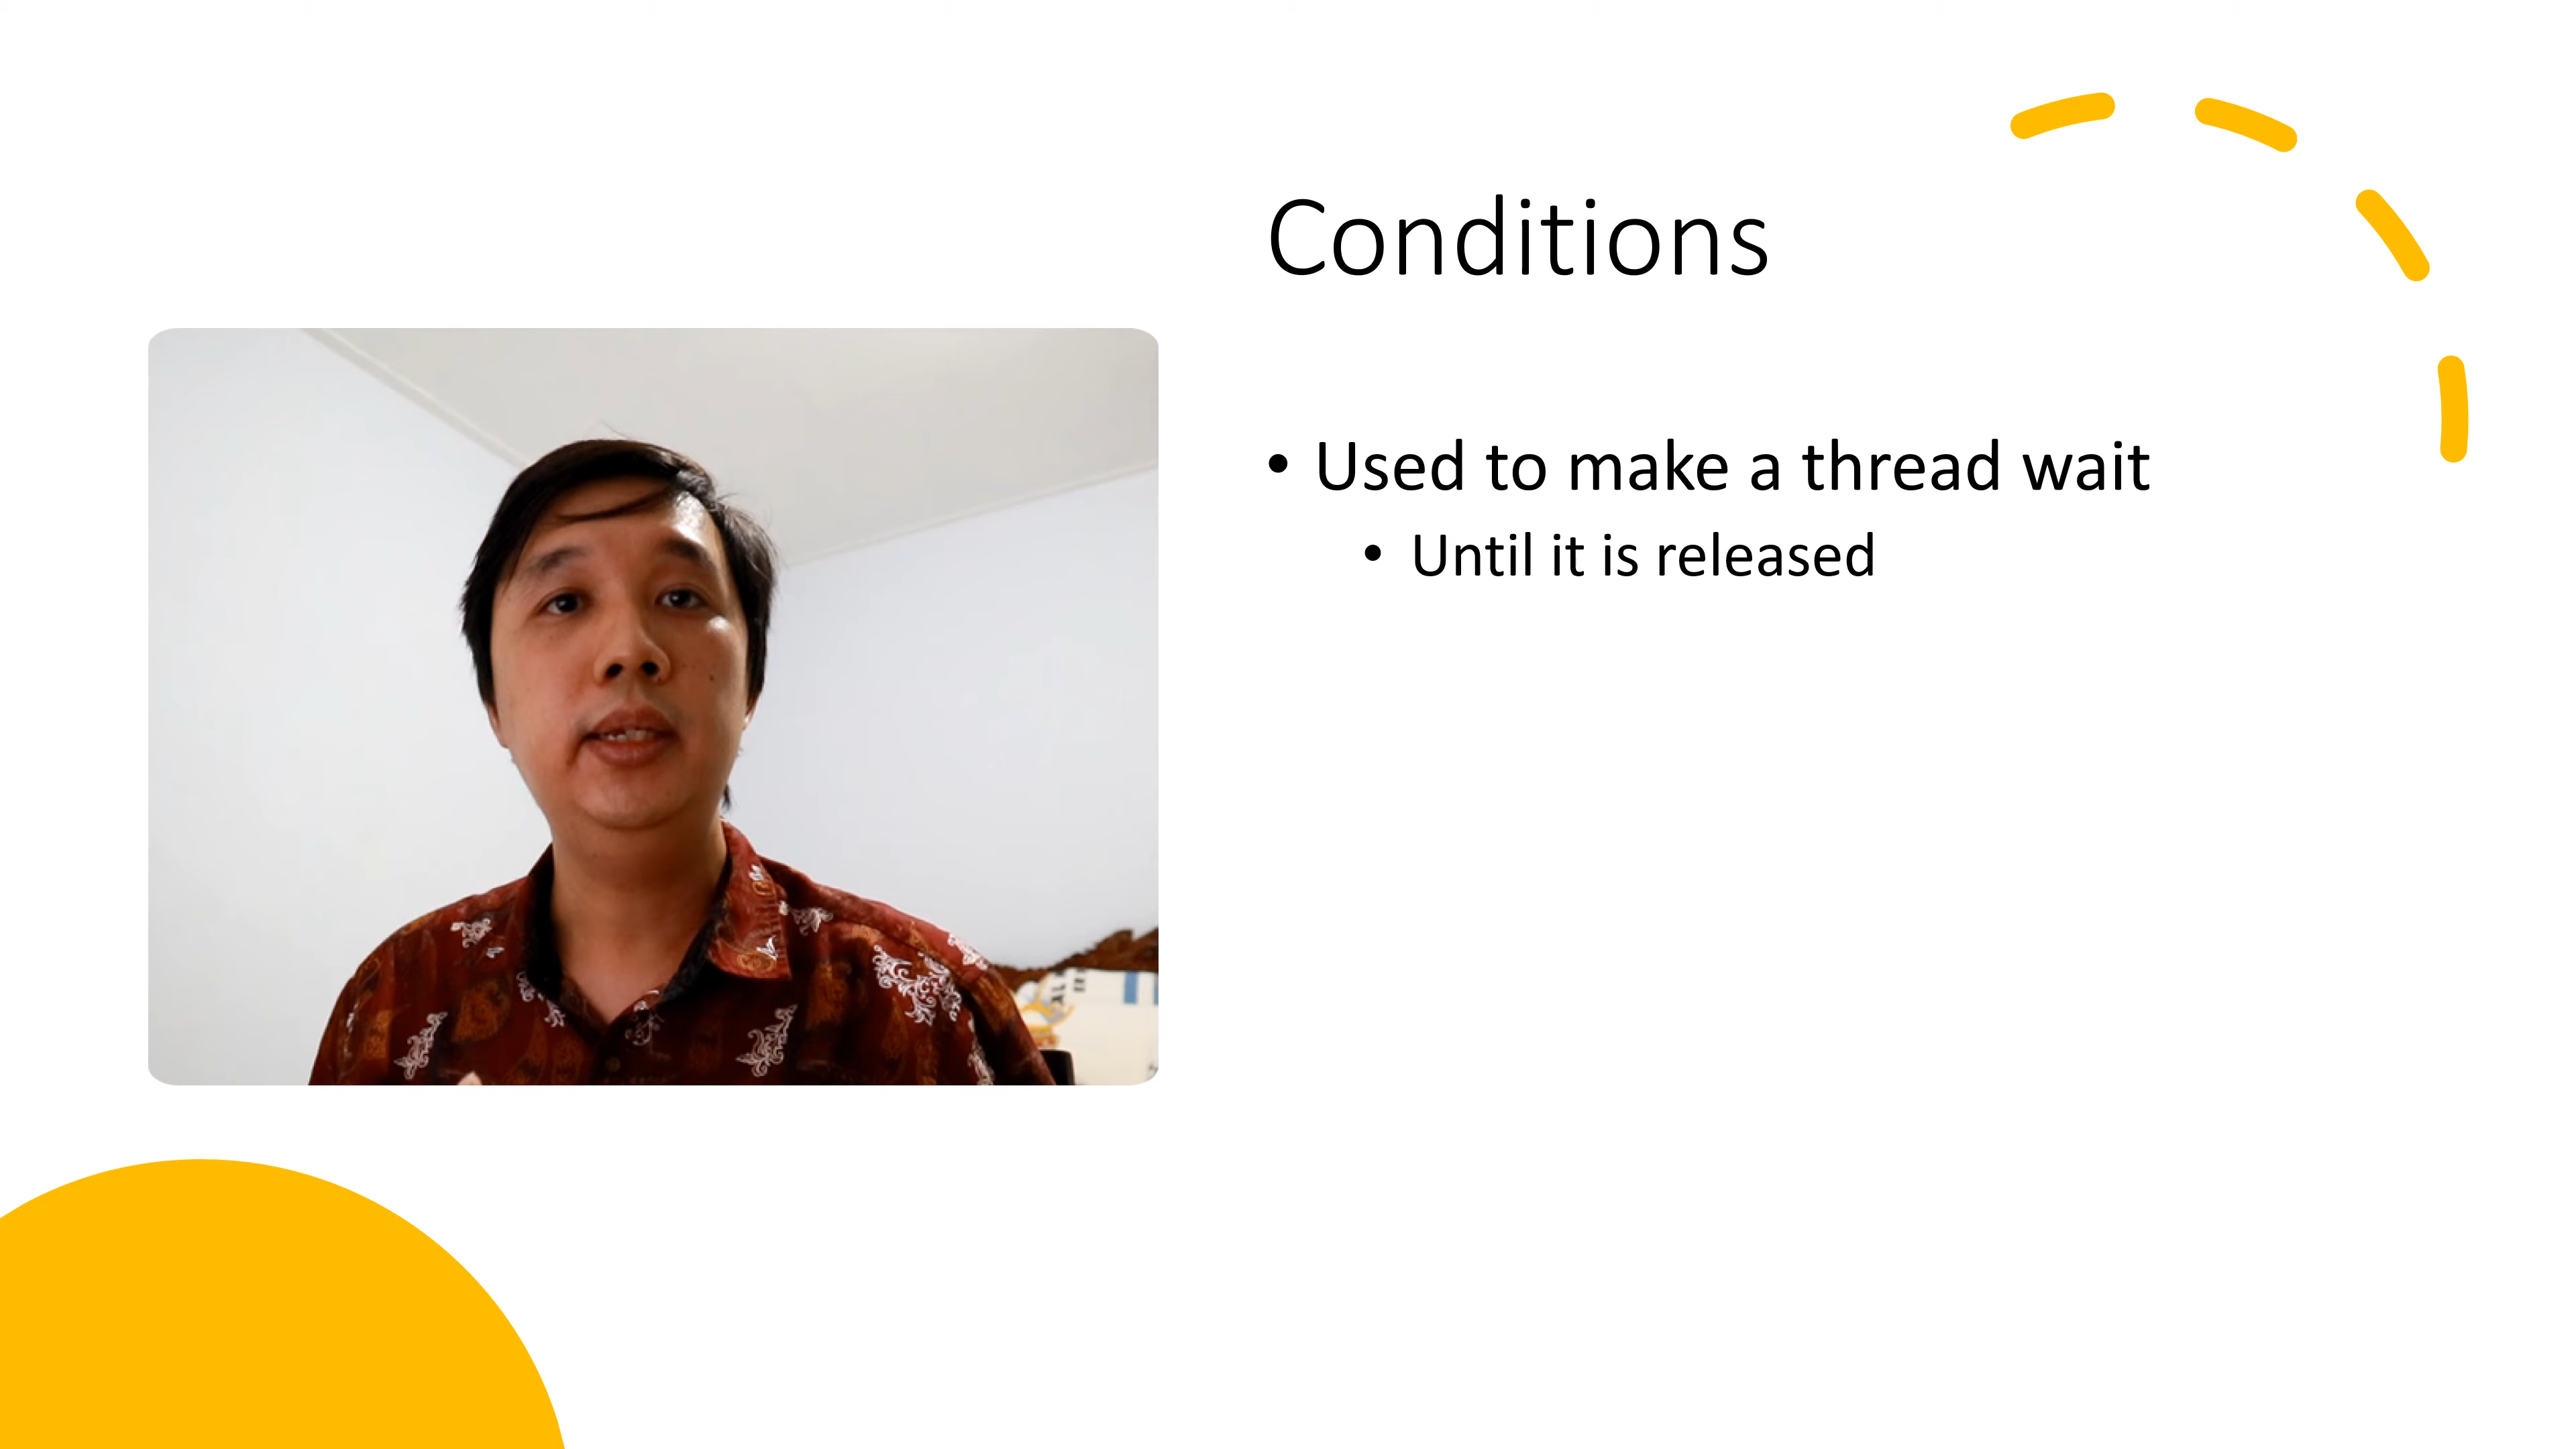 Conditions
• Used to make a thread wait
• Until it is released